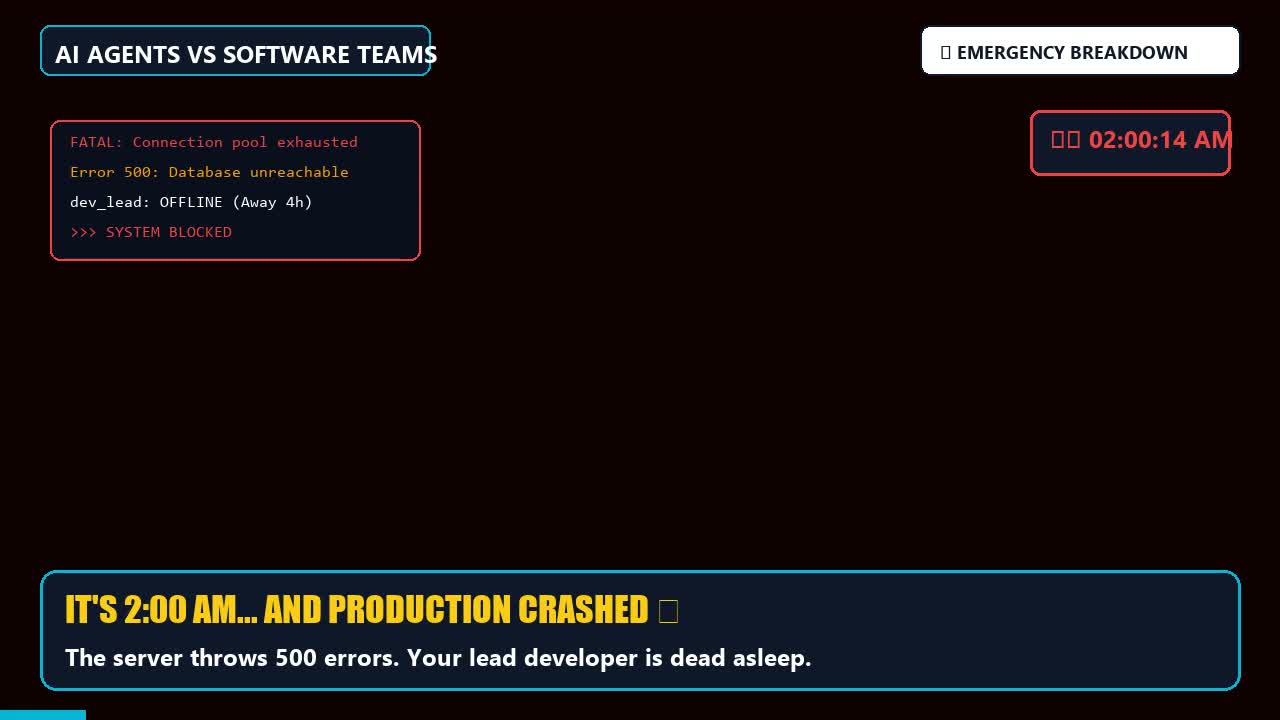 AI AGENTS VS SOFTWARE TEAMS
EMERGENCY BREAKDOWN
02:00:14 AM
FATAL: Connection pool exhausted
Error 500: Database unreachable
dev_lead: OFFLINE (Away 4h)
>>> SYSTEM BLOCKED
IT'S 2:00 AM... AND PRODUCTION CRASHED
The server throws 500 errors. Your lead developer is dead asleep.